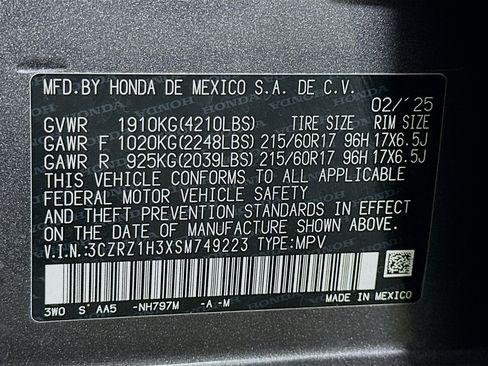 MFD. BY HONDA DE MEXICO S.A. DE C.V.
02/'25
GVWR 1910KG(4210LBS) TIRE SIZE RIM SIZE
GAWR F 1020KG(2248LBS) 215/60R17 96H 17X6.5J
GAWR R 925KG(2039LBS) 215/60R17 96H 17X6.5J
THIS VEHICLE CONFORMS TO ALL APPLICABLE
FEDERAL MOTOR VEHICLE SAFETY
AND THEFT PREVENTION STANDARDS IN EFFECT
ON THE DATE OF MANUFACTURE SHOWN ABOVE.
V.I.N.:3CZRZ1H3XSM749223 TYPE:MPV
3W0 S AA5 -NH797M -A -M MADE IN MEXICO